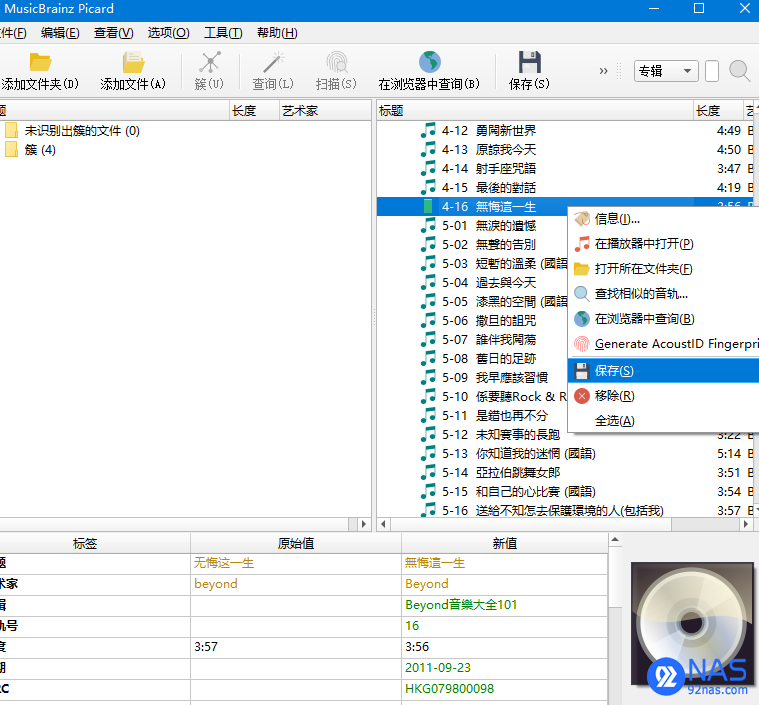 MusicBrainz Picard
件(F) 编辑(E) 查看(V) 选项(O) 工具(T) 帮助(H)
添加文件夹(D) 添加文件(A) 簇(U) 查询(L) 扫描(S) 在浏览器中查询(B) 保存(S) » 专辑
题 长度 艺术家
未识别出簇的文件 (0)
簇 (4)
标题 长度 艺
4-12 勇闖新世界 4:49 B
4-13 原諒我今天 4:50 B
4-14 射手座咒語 3:47 B
4-15 最後的對話 4:19 B
4-16 無悔這一生 3:56 B
5-01 無淚的遺憾
5-02 無聲的告別
5-03 短暫的溫柔 (國語
5-04 過去與今天
5-05 漆黑的空間 (國語
5-06 撒旦的詛咒
5-07 誰伴我闖蕩
5-08 舊日的足跡
5-09 我早應該習慣
5-10 係要聽Rock & R
5-11 是錯也再不分
5-12 未知賽事的長跑 3:22 B
5-13 你知道我的迷惘 (國語) 5:14 B
5-14 亞拉伯跳舞女郎 3:51 B
5-15 和自己的心比賽 (國語) 3:54 B
5-16 送給不知怎去保護環境的人(包括我) 3:57 B
信息(I)...
在播放器中打开(P)
打开所在文件夹(F)
查找相似的音轨...
在浏览器中查询(B)
Generate AcoustID Fingerpri
保存(S)
移除(R)
全选(A)
标签 原始值 新值
题 无悔这一生 無悔這一生
术家 beyond Beyond
辑 Beyond音樂大全101
轨号 16
度 3:57 3:56
期 2011-09-23
RC HKG079800098
92 NAS
92nas.com